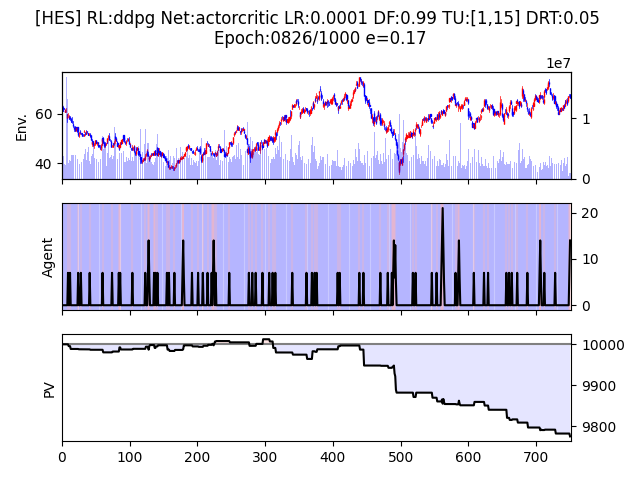 [HES] RL:ddpg Net:actorcritic LR:0.0001 DF:0.99 TU:[1,15] DRT:0.05
Epoch:0826/1000 e=0.17
1e7
Env.
60
40
1
0
Agent
20
10
0
PV
10000
9900
9800
0 100 200 300 400 500 600 700